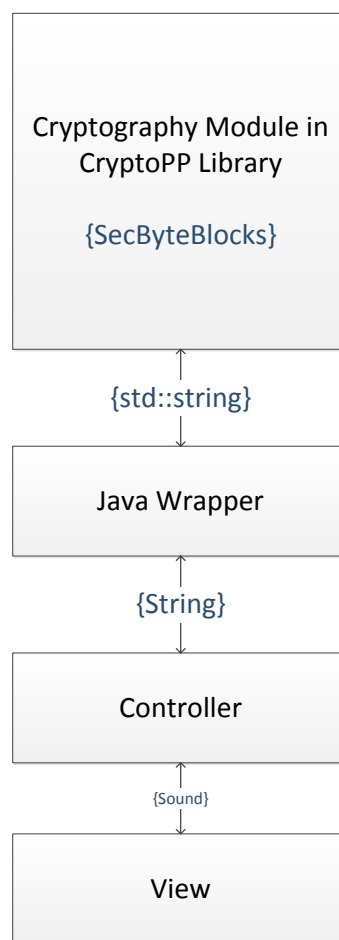 Cryptography Module in
CryptoPP Library
{SecByteBlocks}
{std::string}
Java Wrapper
{String}
Controller
{Sound}
View